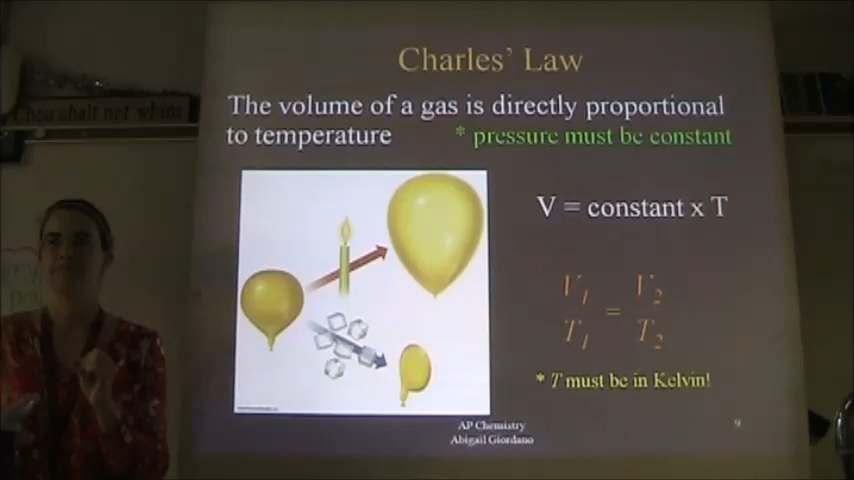 Charles' Law
Thou shalt not whine
The volume of a gas is directly proportional
to temperature * pressure must be constant
V = constant x T
V1 V2
=
T1 T2
* T must be in Kelvin!
AP Chemistry
Abigail Giordano
9